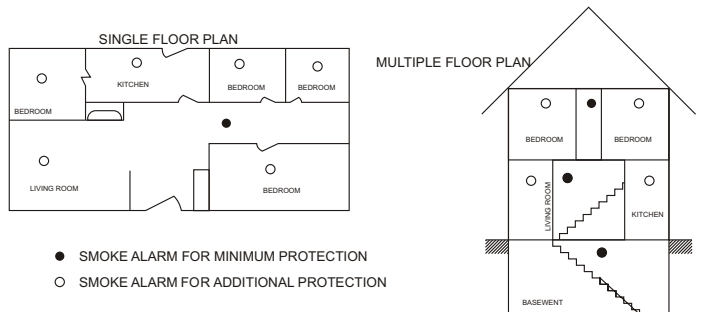 SINGLE FLOOR PLAN
KITCHEN
BEDROOM
BEDROOM
BEDROOM
LIVING ROOM
BEDROOM
SMOKE ALARM FOR MINIMUM PROTECTION
SMOKE ALARM FOR ADDITIONAL PROTECTION
MULTIPLE FLOOR PLAN
BEDROOM
BEDROOM
LIVING ROOM
KITCHEN
BASEWENT